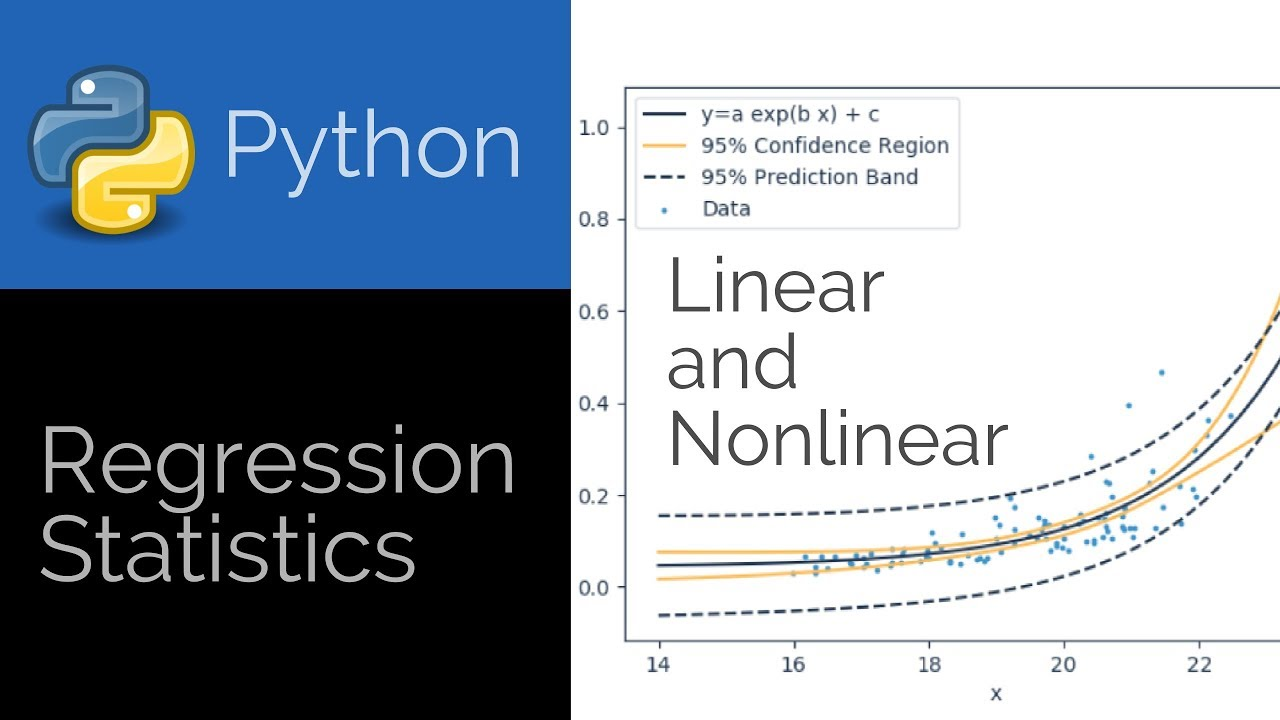 Python
Regression
Statistics
y=a exp(b x) + c
95% Confidence Region
95% Prediction Band
Data
Linear
and
Nonlinear
1.0
0.8
0.6
0.4
0.2
0.0
14 16 18 20 22
x